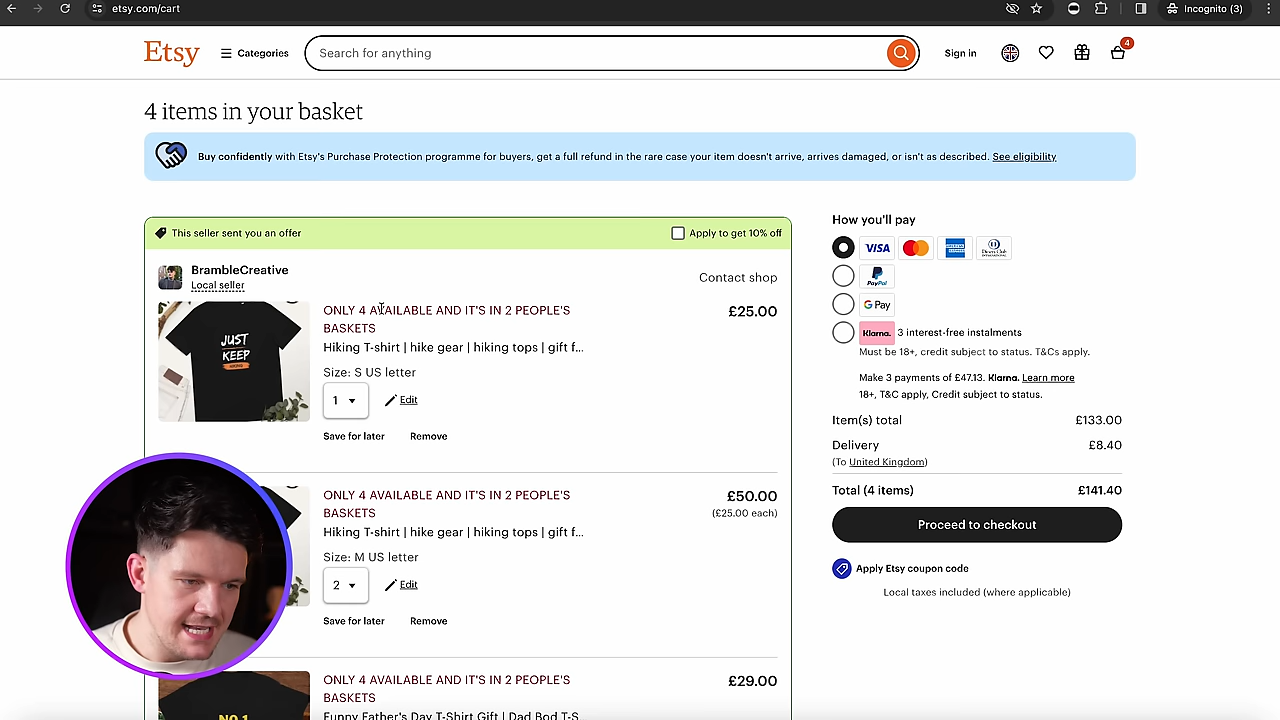 etsy.com/cart
Incognito (3)
Etsy
Categories
Search for anything
Sign in
4
4 items in your basket
Buy confidently with Etsy's Purchase Protection programme for buyers, get a full refund in the rare case your item doesn't arrive, arrives damaged, or isn't as described. See eligibility
This seller sent you an offer
Apply to get 10% off
BrambleCreative
Local seller
Contact shop
JUST
KEEP
HIKING
ONLY 4 AVAILABLE AND IT'S IN 2 PEOPLE'S
BASKETS
£25.00
Hiking T-shirt | hike gear | hiking tops | gift f...
Size: S US letter
1
Edit
Save for later
Remove
ONLY 4 AVAILABLE AND IT'S IN 2 PEOPLE'S
BASKETS
£50.00
(£25.00 each)
Hiking T-shirt | hike gear | hiking tops | gift f...
Size: M US letter
2
Edit
Save for later
Remove
NO.1
ONLY 4 AVAILABLE AND IT'S IN 2 PEOPLE'S
BASKETS
£29.00
Funny Father's Day T-Shirt Gift | Dad Bod T-S
How you'll pay
VISA
PayPal
G Pay
Klarna. 3 interest-free instalments
Must be 18+, credit subject to status. T&Cs apply.
Make 3 payments of £47.13. Klarna. Learn more
18+, T&C apply, Credit subject to status.
Item(s) total £133.00
Delivery £8.40
(To United Kingdom)
Total (4 items) £141.40
Proceed to checkout
Apply Etsy coupon code
Local taxes included (where applicable)